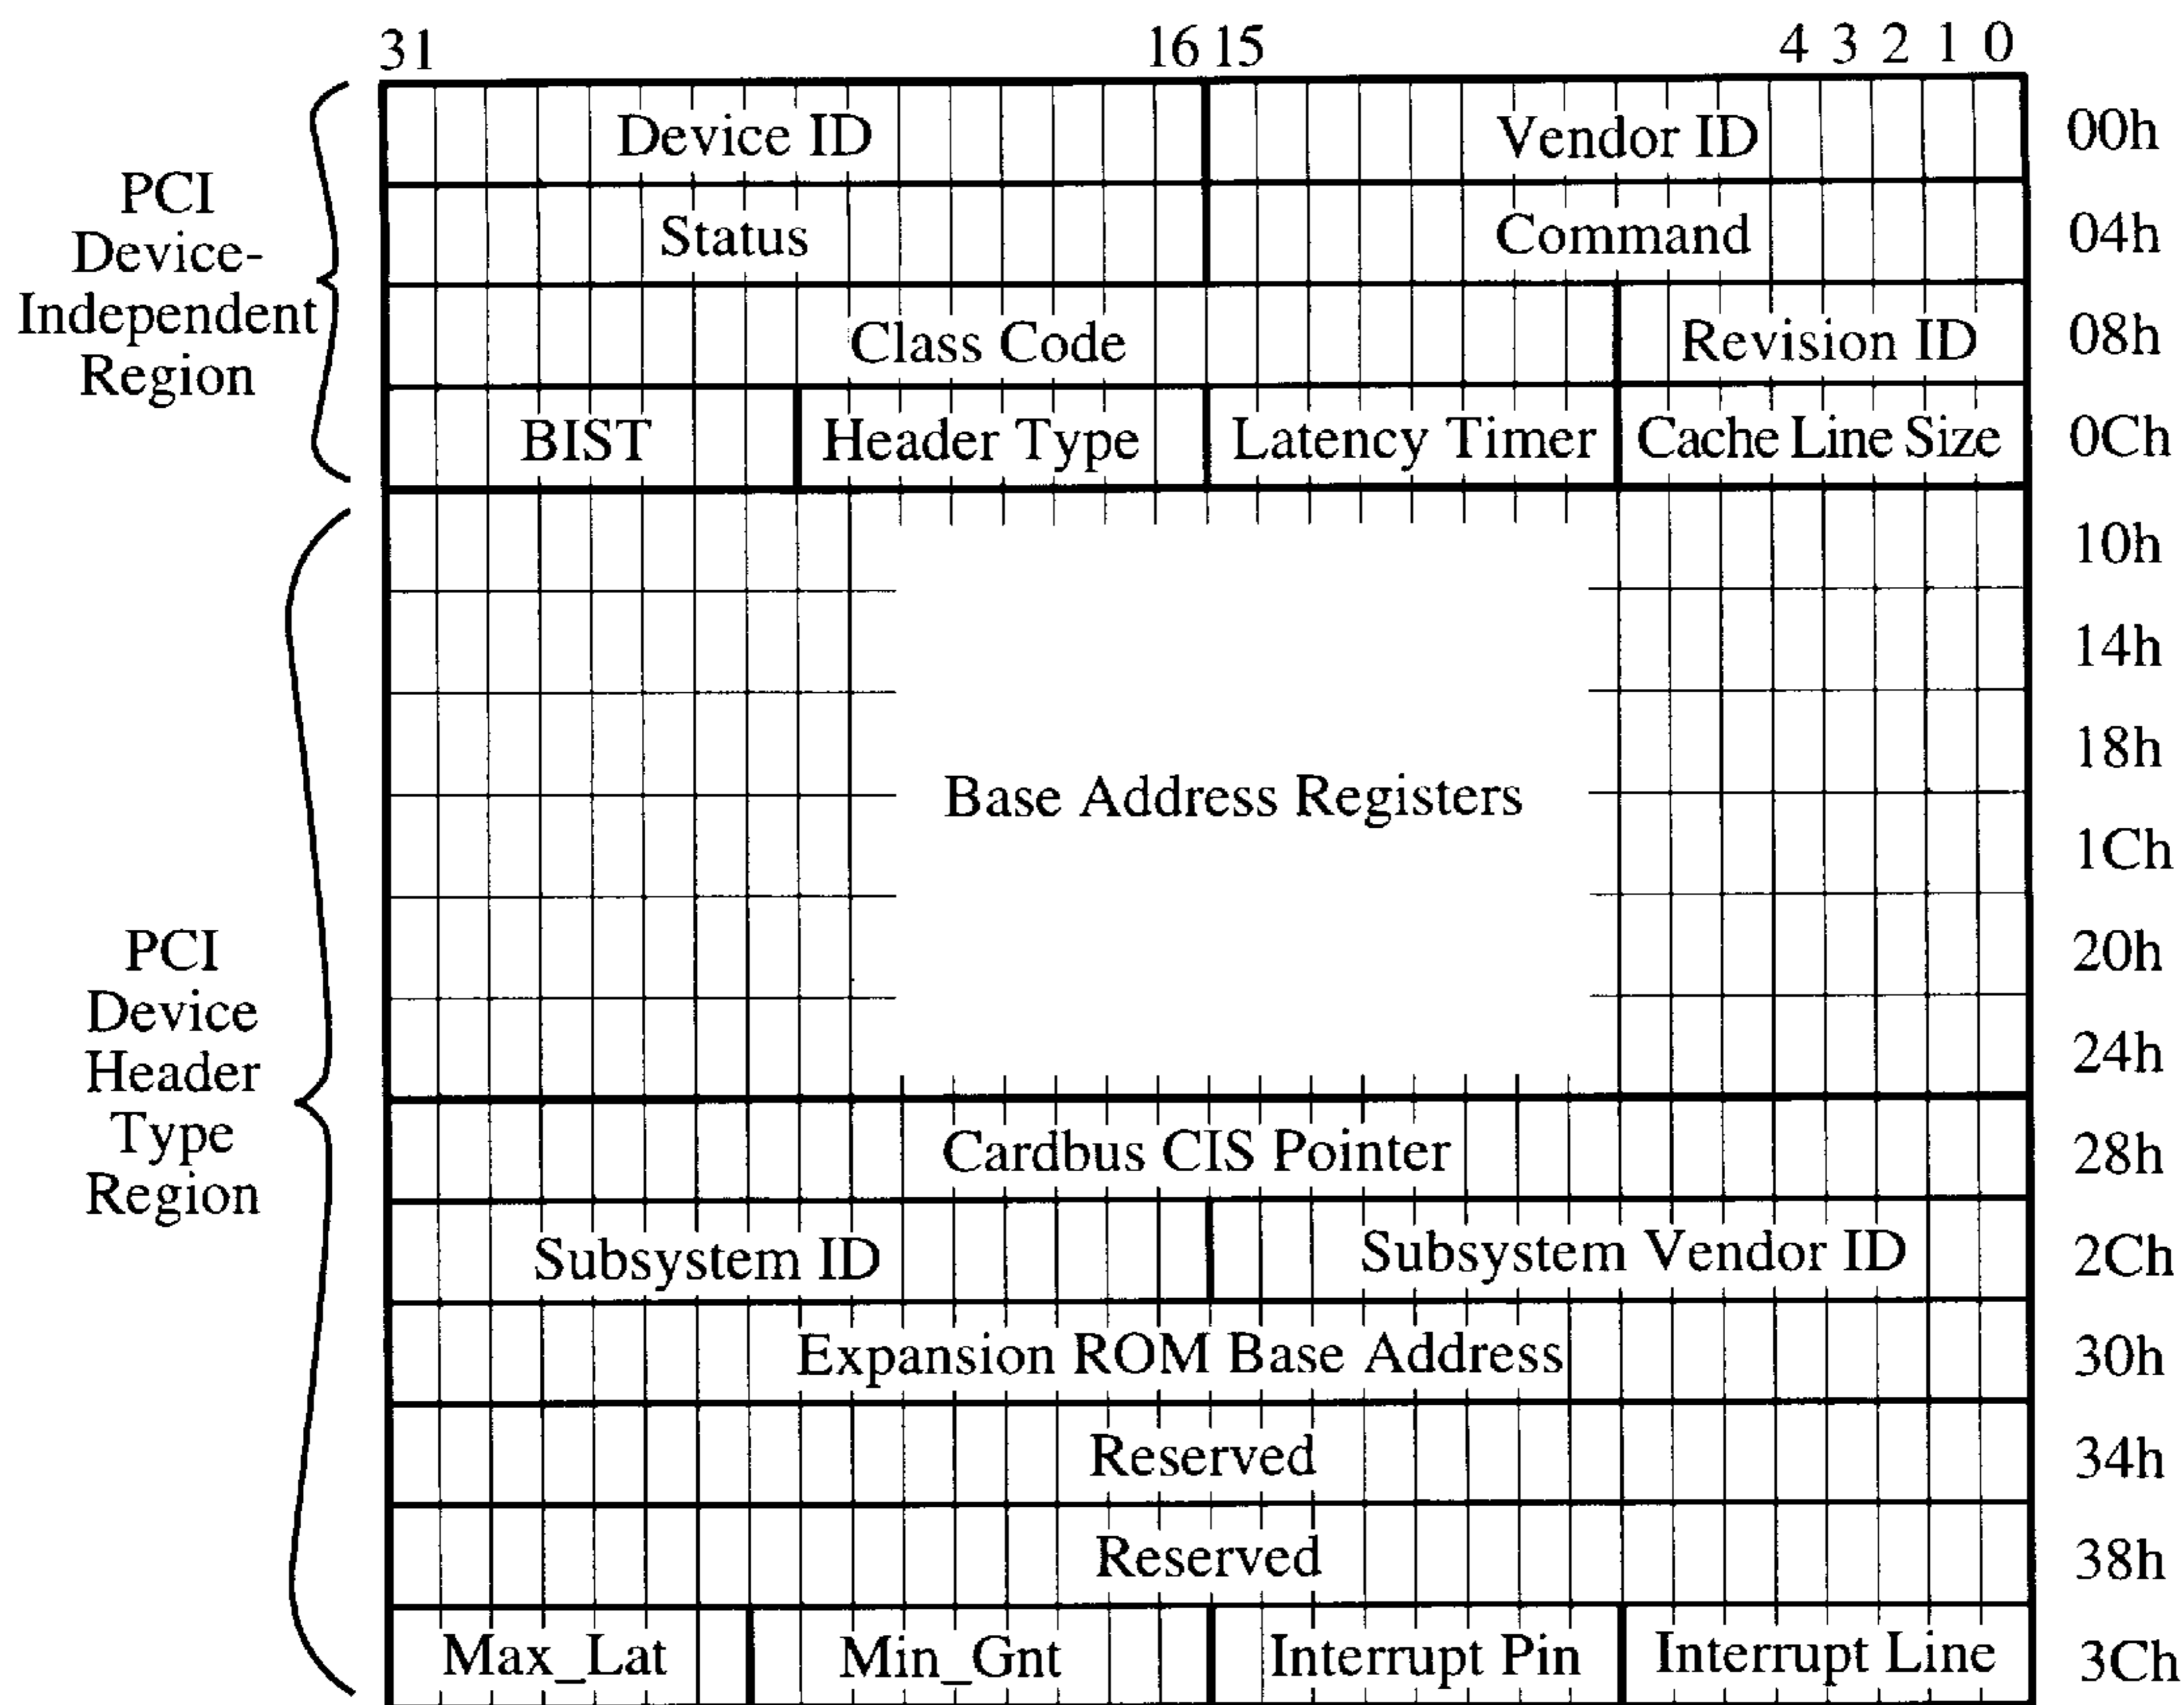 31 16 15 4 3 2 1 0
PCI
Device-
Independent
Region
Device ID Vendor ID 00h
Status Command 04h
Class Code Revision ID 08h
BIST Header Type Latency Timer Cache Line Size 0Ch
PCI
Device
Header
Type
Region
10h
14h
18h
Base Address Registers
1Ch
20h
24h
Cardbus CIS Pointer 28h
Subsystem ID Subsystem Vendor ID 2Ch
Expansion ROM Base Address 30h
Reserved 34h
Reserved 38h
Max_Lat Min_Gnt Interrupt Pin Interrupt Line 3Ch